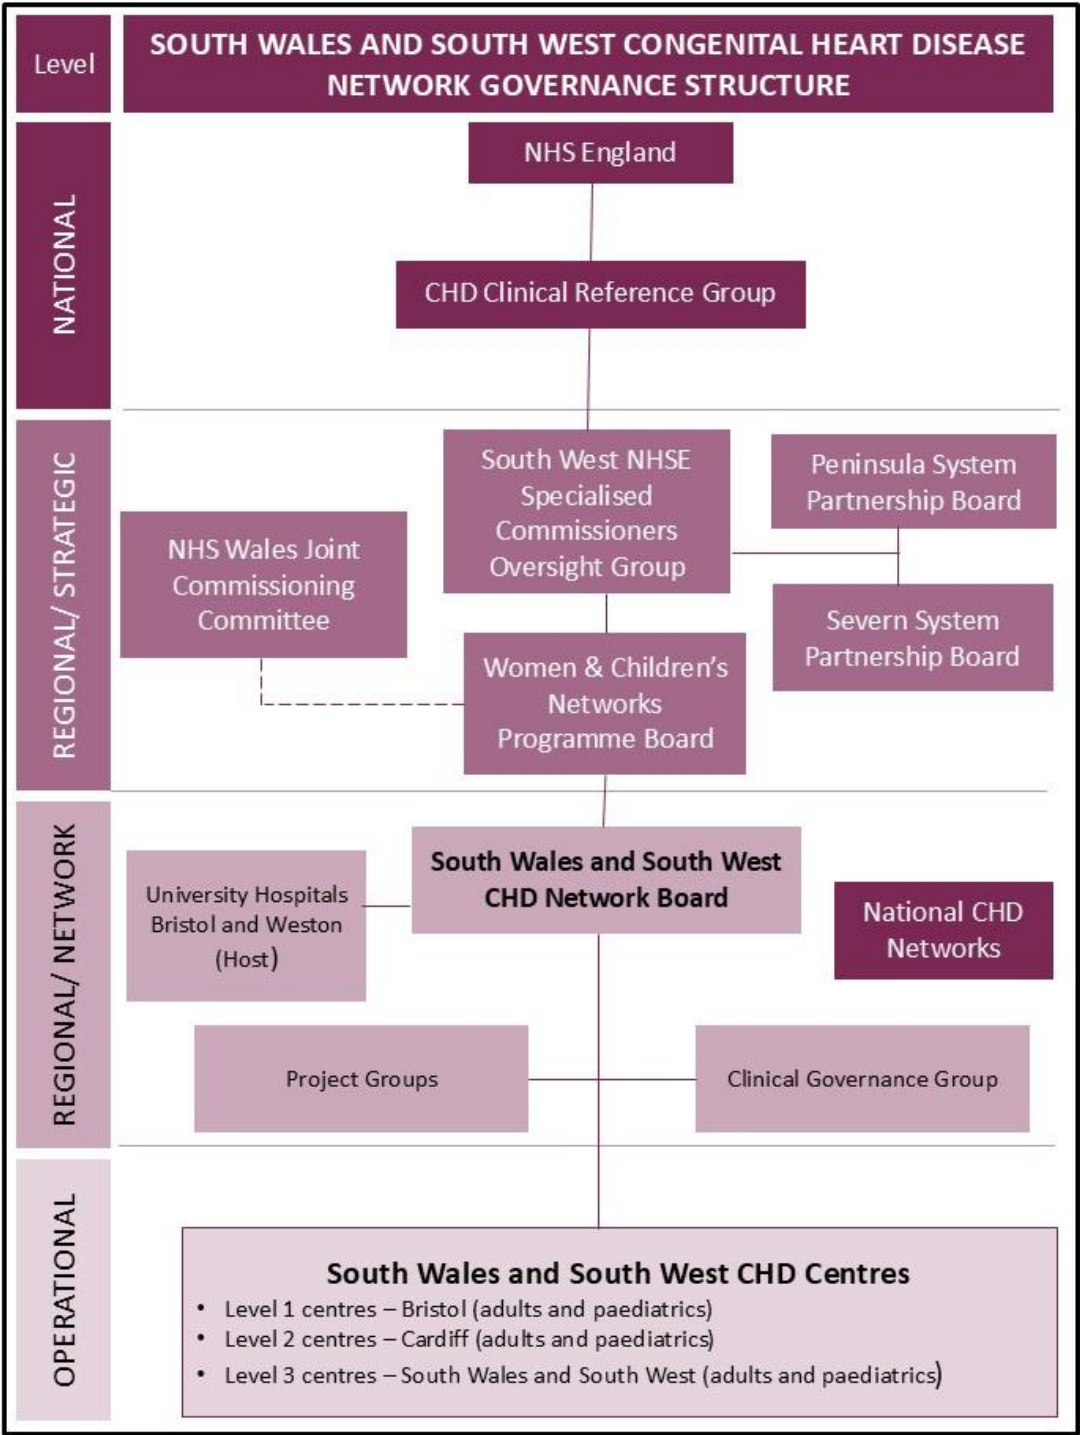 Level
SOUTH WALES AND SOUTH WEST CONGENITAL HEART DISEASE
NETWORK GOVERNANCE STRUCTURE
NATIONAL
NHS England
CHD Clinical Reference Group
REGIONAL/ STRATEGIC
South West NHSE
Specialised
Commissioners
Oversight Group
Peninsula System
Partnership Board
NHS Wales Joint
Commissioning
Committee
Severn System
Partnership Board
Women & Children’s
Networks
Programme Board
REGIONAL/ NETWORK
South Wales and South West
CHD Network Board
University Hospitals
Bristol and Weston
(Host)
National CHD
Networks
Project Groups
Clinical Governance Group
OPERATIONAL
South Wales and South West CHD Centres
• Level 1 centres – Bristol (adults and paediatrics)
• Level 2 centres – Cardiff (adults and paediatrics)
• Level 3 centres – South Wales and South West (adults and paediatrics)